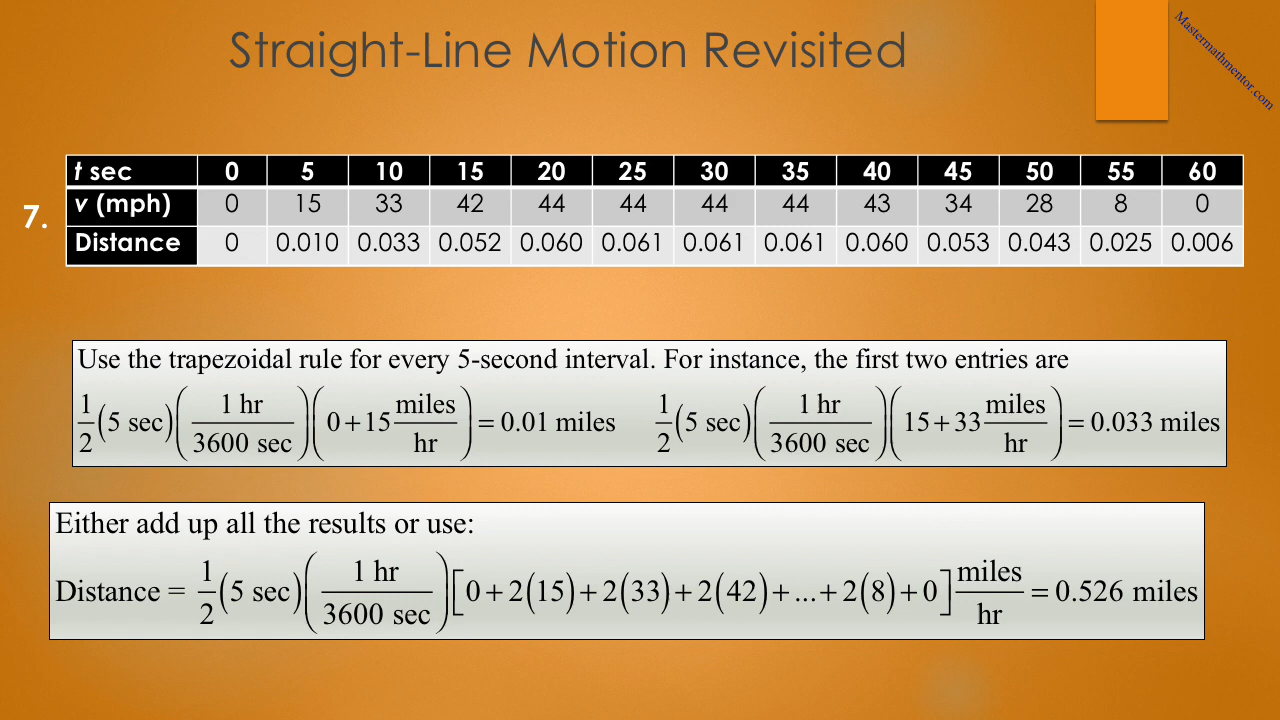 Straight-Line Motion Revisited
Mastermathmentor.com
7.
t sec 0 5 10 15 20 25 30 35 40 45 50 55 60
v (mph) 0 15 33 42 44 44 44 44 43 34 28 8 0
Distance 0 0.010 0.033 0.052 0.060 0.061 0.061 0.061 0.060 0.053 0.043 0.025 0.006
Use the trapezoidal rule for every 5-second interval. For instance, the first two entries are
1/2 (5 sec)(1 hr/3600 sec)(0+15 miles/hr) = 0.01 miles 1/2 (5 sec)(1 hr/3600 sec)(15+33 miles/hr) = 0.033 miles
Either add up all the results or use:
Distance = 1/2 (5 sec)(1 hr/3600 sec)[0+2(15)+2(33)+2(42)+...+2(8)+0] miles/hr = 0.526 miles